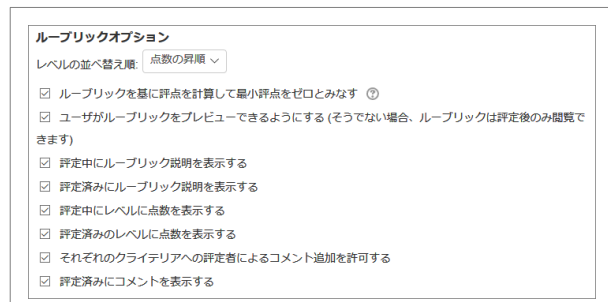 ルーブリックオプション
レベルの並べ替え順: 点数の昇順
ルーブリックを基に評点を計算して最小評点をゼロとみなす
ユーザがルーブリックをプレビューできるようにする (そうでない場合、ルーブリックは評定後のみ閲覧で
きます)
評定中にルーブリック説明を表示する
評定済みにルーブリック説明を表示する
評定中にレベルに点数を表示する
評定済みのレベルに点数を表示する
それぞれのクライテリアへの評定者によるコメント追加を許可する
評定済みにコメントを表示する